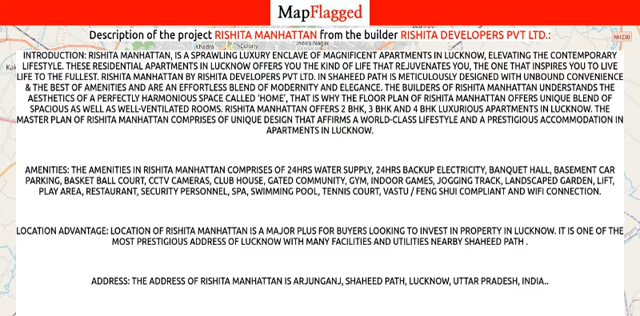 MapFlagged
Description of the project RISHITA MANHATTAN from the builder RISHITA DEVELOPERS PVT LTD.:
INTRODUCTION: RISHITA MANHATTAN, IS A SPRAWLING LUXURY ENCLAVE OF MAGNIFICENT APARTMENTS IN LUCKNOW, ELEVATING THE CONTEMPORARY
LIFESTYLE. THESE RESIDENTIAL APARTMENTS IN LUCKNOW OFFERS YOU THE KIND OF LIFE THAT REJUVENATES YOU, THE ONE THAT INSPIRES YOU TO LIVE
LIFE TO THE FULLEST. RISHITA MANHATTAN BY RISHITA DEVELOPERS PVT LTD. IN SHAHEED PATH IS METICULOUSLY DESIGNED WITH UNBOUND CONVENIENCE
& THE BEST OF AMENITIES AND ARE AN EFFORTLESS BLEND OF MODERNITY AND ELEGANCE. THE BUILDERS OF RISHITA MANHATTAN UNDERSTANDS THE
AESTHETICS OF A PERFECTLY HARMONIOUS SPACE CALLED 'HOME', THAT IS WHY THE FLOOR PLAN OF RISHITA MANHATTAN OFFERS UNIQUE BLEND OF
SPACIOUS AS WELL AS WELL-VENTILATED ROOMS. RISHITA MANHATTAN OFFERS 2 BHK, 3 BHK AND 4 BHK LUXURIOUS APARTMENTS IN LUCKNOW. THE
MASTER PLAN OF RISHITA MANHATTAN COMPRISES OF UNIQUE DESIGN THAT AFFIRMS A WORLD-CLASS LIFESTYLE AND A PRESTIGIOUS ACCOMMODATION IN
APARTMENTS IN LUCKNOW.
AMENITIES: THE AMENITIES IN RISHITA MANHATTAN COMPRISES OF 24HRS WATER SUPPLY, 24HRS BACKUP ELECTRICITY, BANQUET HALL, BASEMENT CAR
PARKING, BASKET BALL COURT, CCTV CAMERAS, CLUB HOUSE, GATED COMMUNITY, GYM, INDOOR GAMES, JOGGING TRACK, LANDSCAPED GARDEN, LIFT,
PLAY AREA, RESTAURANT, SECURITY PERSONNEL, SPA, SWIMMING POOL, TENNIS COURT, VASTU / FENG SHUI COMPLIANT AND WIFI CONNECTION.
LOCATION ADVANTAGE: LOCATION OF RISHITA MANHATTAN IS A MAJOR PLUS FOR BUYERS LOOKING TO INVEST IN PROPERTY IN LUCKNOW. IT IS ONE OF THE
MOST PRESTIGIOUS ADDRESS OF LUCKNOW WITH MANY FACILITIES AND UTILITIES NEARBY SHAHEED PATH .
ADDRESS: THE ADDRESS OF RISHITA MANHATTAN IS ARJUNGANJ, SHAHEED PATH, LUCKNOW, UTTAR PRADESH, INDIA..
NH230